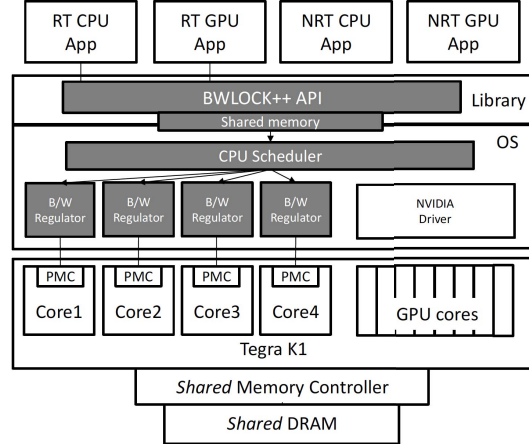 RT CPU App
RT GPU App
NRT CPU App
NRT GPU App
BWLOCK++ API
Library
Shared memory
OS
CPU Scheduler
B/W Regulator
B/W Regulator
B/W Regulator
B/W Regulator
NVIDIA Driver
PMC
PMC
PMC
PMC
Core1
Core2
Core3
Core4
GPU cores
Tegra K1
Shared Memory Controller
Shared DRAM